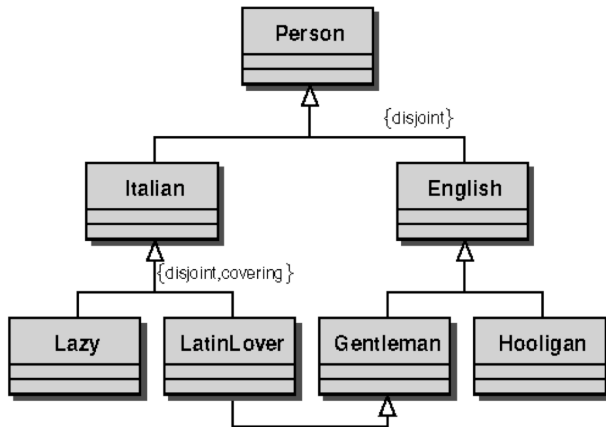 Person
{disjoint}
Italian
English
{disjoint,covering}
Lazy
LatinLover
Gentleman
Hooligan